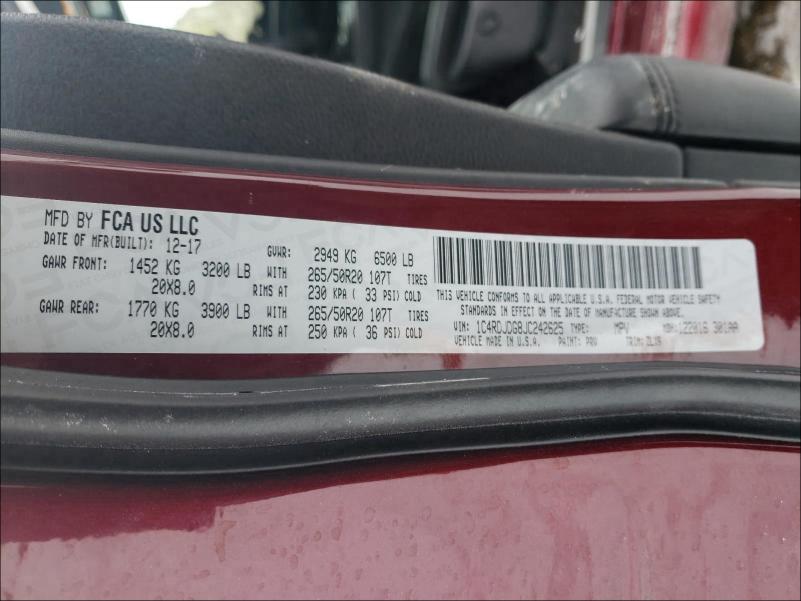 MFD BY FCA US LLC
DATE OF MFR(BUILT): 12-17 GVWR: 2949 KG 6500 LB
GAWR FRONT: 1452 KG 3200 LB WITH 265/50R20 107T TIRES
20X8.0 RIMS AT 230 KPA ( 33 PSI) COLD
GAWR REAR: 1770 KG 3900 LB WITH 265/50R20 107T TIRES
20X8.0 RIMS AT 250 KPA ( 36 PSI) COLD
THIS VEHICLE CONFORMS TO ALL APPLICABLE U.S.A. FEDERAL MOTOR VEHICLE SAFETY
STANDARDS IN EFFECT ON THE DATE OF MANUFACTURE SHOWN ABOVE.
VIN: 1C4RDJDG8JC242625 TYPE: MPV MDH: 122016 301AA
VEHICLE MADE IN U.S.A. PAINT: PRV TRIM: